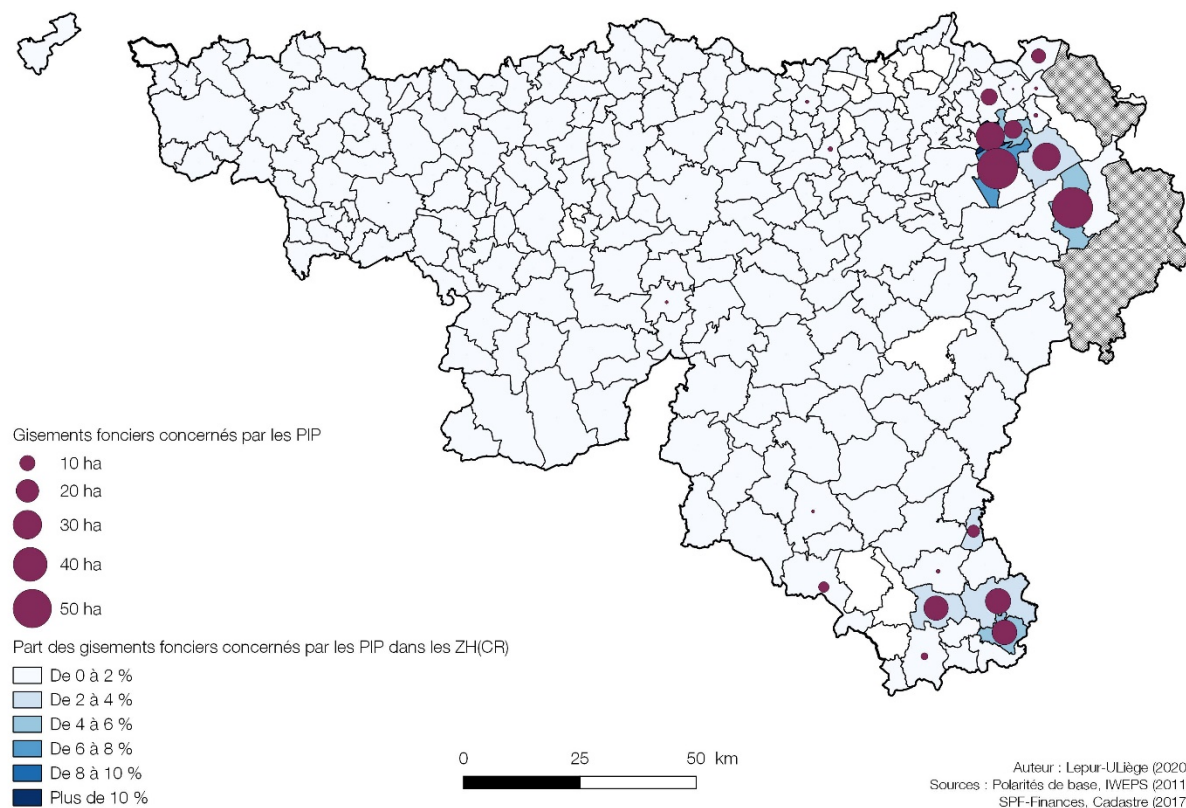 Gisements fonciers concernés par les PIP
10 ha
20 ha
30 ha
40 ha
50 ha
Part des gisements fonciers concernés par les PIP dans les ZH(CR)
De 0 à 2 %
De 2 à 4 %
De 4 à 6 %
De 6 à 8 %
De 8 à 10 %
Plus de 10 %
0 25 50 km
Auteur : Lepur-ULiège (2020
Sources : Polarités de base, IWEPS (2011
SPF-Finances, Cadastre (2017